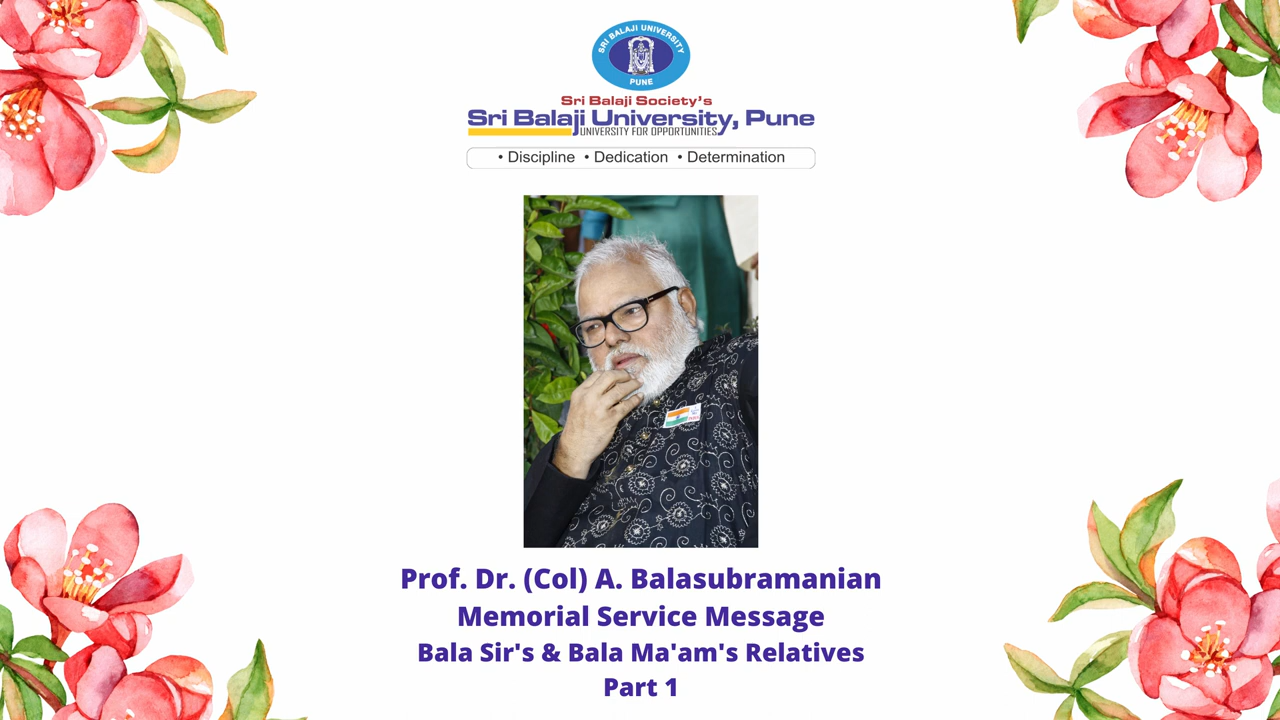 SRI BALAJI UNIVERSITY
PUNE
Sri Balaji Society's
Sri Balaji University, Pune
UNIVERSITY FOR OPPORTUNITIES
• Discipline • Dedication • Determination
Prof. Dr. (Col) A. Balasubramanian
Memorial Service Message
Bala Sir's & Bala Ma'am's Relatives
Part 1